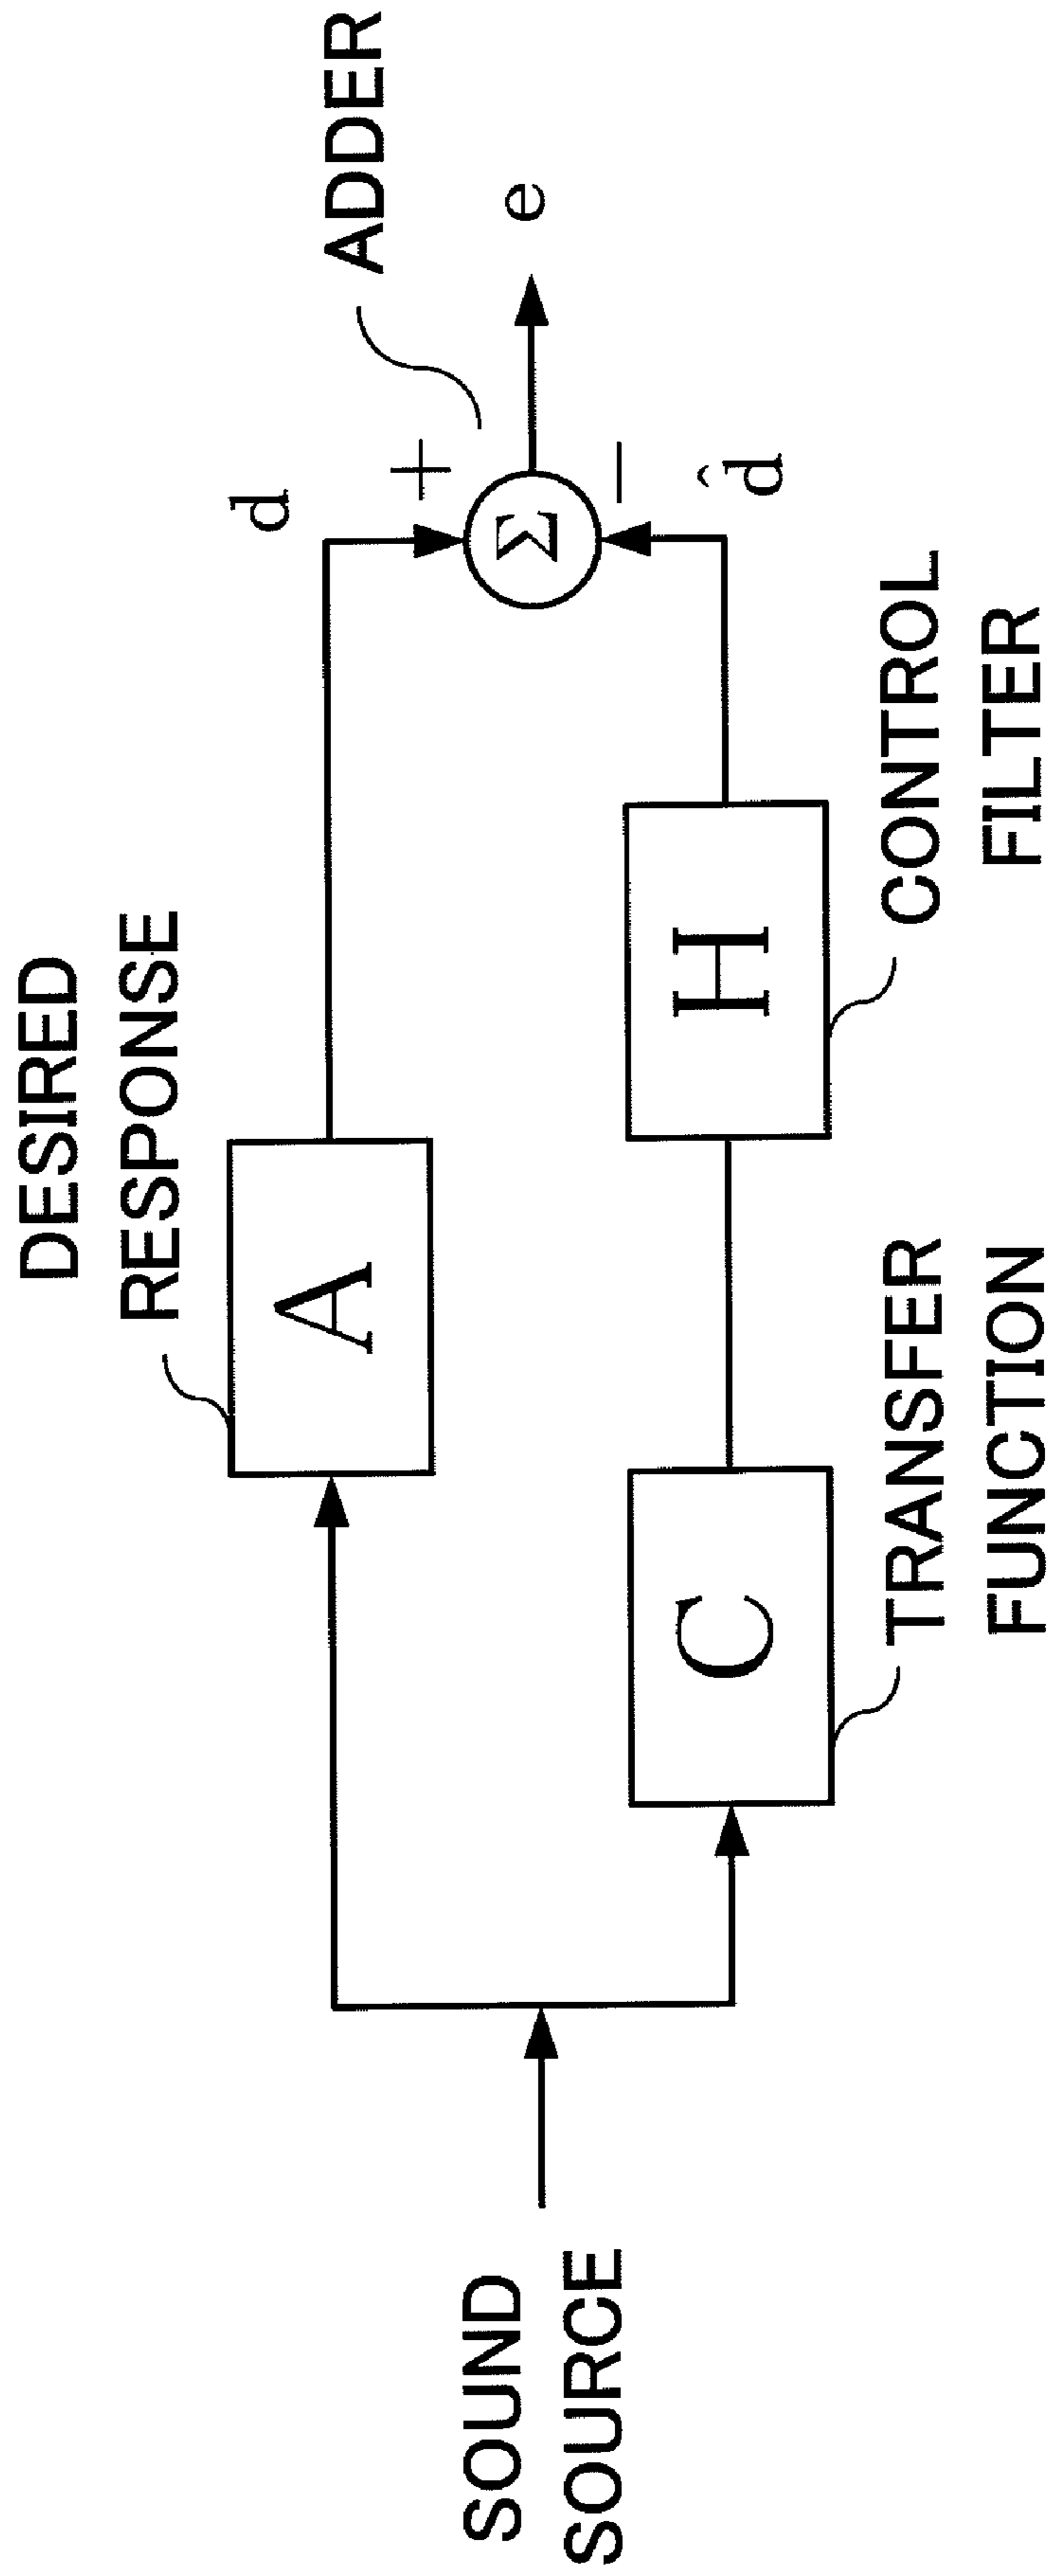 DESIRED
RESPONSE
ADDER
A
d
+
SOUND
SOURCE
Σ
e
−
C
H
d̂
TRANSFER
FUNCTION
CONTROL
FILTER